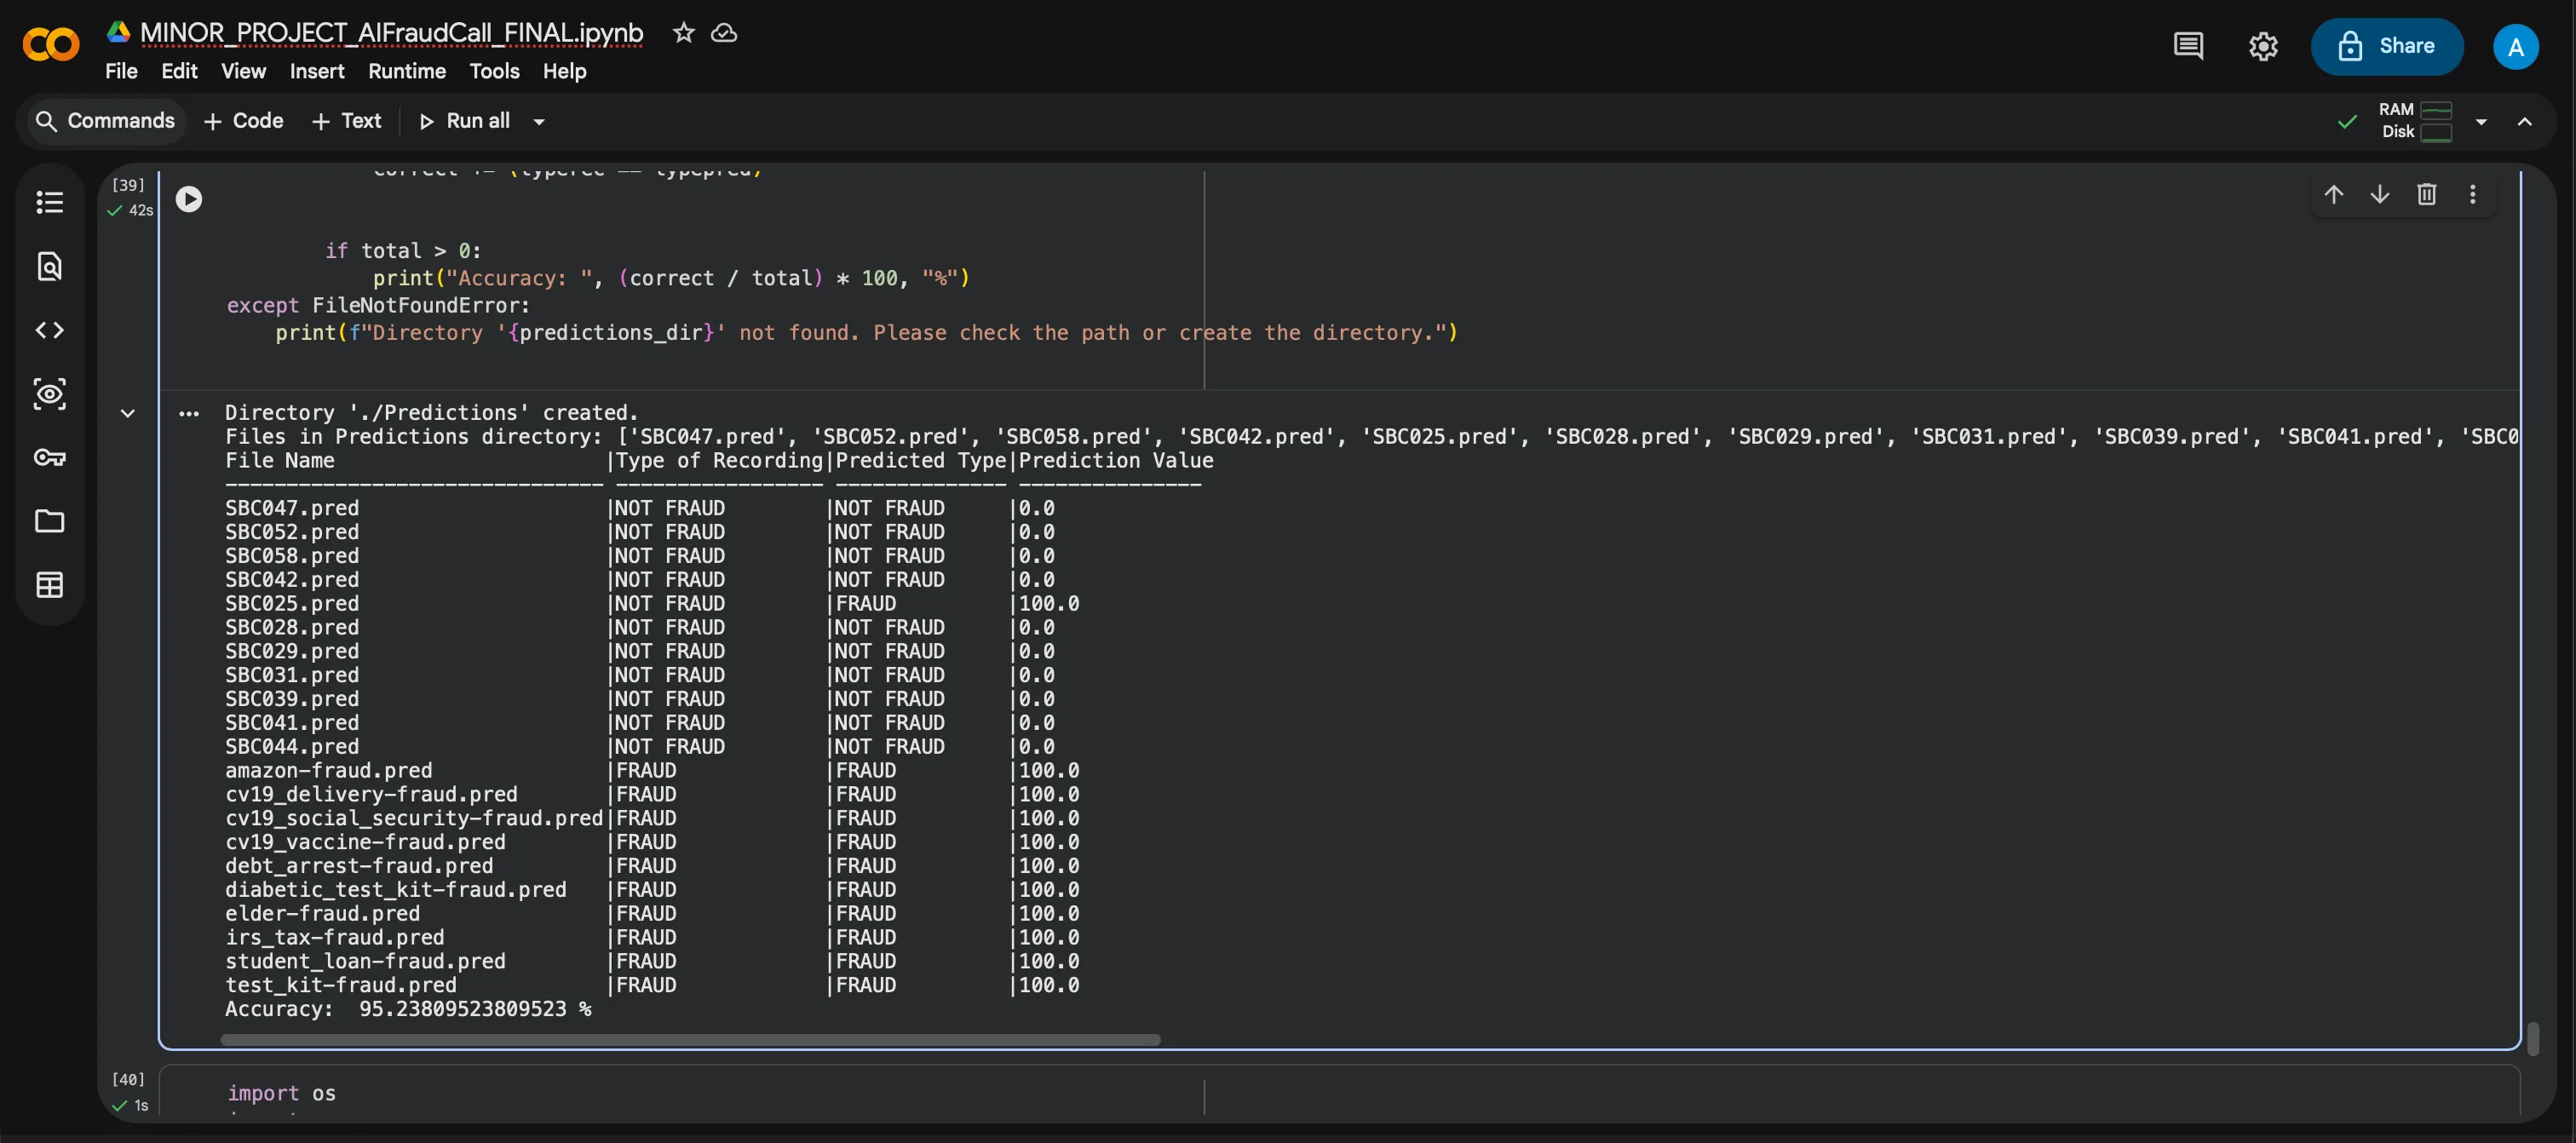 MINOR_PROJECT_AIFraudCall_FINAL.ipynb
File Edit View Insert Runtime Tools Help
Share
A
Commands + Code + Text Run all
RAM
Disk
[39]
42s
if total > 0:
print("Accuracy: ", (correct / total) * 100, "%")
except FileNotFoundError:
print(f"Directory '{predictions_dir}' not found. Please check the path or create the directory.")
Directory './Predictions' created.
Files in Predictions directory: ['SBC047.pred', 'SBC052.pred', 'SBC058.pred', 'SBC042.pred', 'SBC025.pred', 'SBC028.pred', 'SBC029.pred', 'SBC031.pred', 'SBC039.pred', 'SBC041.pred', 'SBC0
File Name |Type of Recording|Predicted Type|Prediction Value
------------------------------- ----------------- -------------- ---------------
SBC047.pred |NOT FRAUD |NOT FRAUD |0.0
SBC052.pred |NOT FRAUD |NOT FRAUD |0.0
SBC058.pred |NOT FRAUD |NOT FRAUD |0.0
SBC042.pred |NOT FRAUD |NOT FRAUD |0.0
SBC025.pred |NOT FRAUD |FRAUD |100.0
SBC028.pred |NOT FRAUD |NOT FRAUD |0.0
SBC029.pred |NOT FRAUD |NOT FRAUD |0.0
SBC031.pred |NOT FRAUD |NOT FRAUD |0.0
SBC039.pred |NOT FRAUD |NOT FRAUD |0.0
SBC041.pred |NOT FRAUD |NOT FRAUD |0.0
SBC044.pred |NOT FRAUD |NOT FRAUD |0.0
amazon-fraud.pred |FRAUD |FRAUD |100.0
cv19_delivery-fraud.pred |FRAUD |FRAUD |100.0
cv19_social_security-fraud.pred|FRAUD |FRAUD |100.0
cv19_vaccine-fraud.pred |FRAUD |FRAUD |100.0
debt_arrest-fraud.pred |FRAUD |FRAUD |100.0
diabetic_test_kit-fraud.pred |FRAUD |FRAUD |100.0
elder-fraud.pred |FRAUD |FRAUD |100.0
irs_tax-fraud.pred |FRAUD |FRAUD |100.0
student_loan-fraud.pred |FRAUD |FRAUD |100.0
test_kit-fraud.pred |FRAUD |FRAUD |100.0
Accuracy: 95.23809523809523 %
[40]
1s
import os